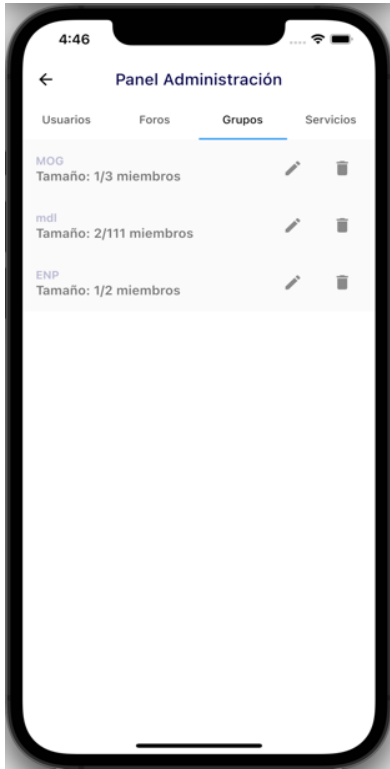 4:46
Panel Administración
Usuarios Foros Grupos Servicios
MOG
Tamaño: 1/3 miembros
mdl
Tamaño: 2/111 miembros
ENP
Tamaño: 1/2 miembros